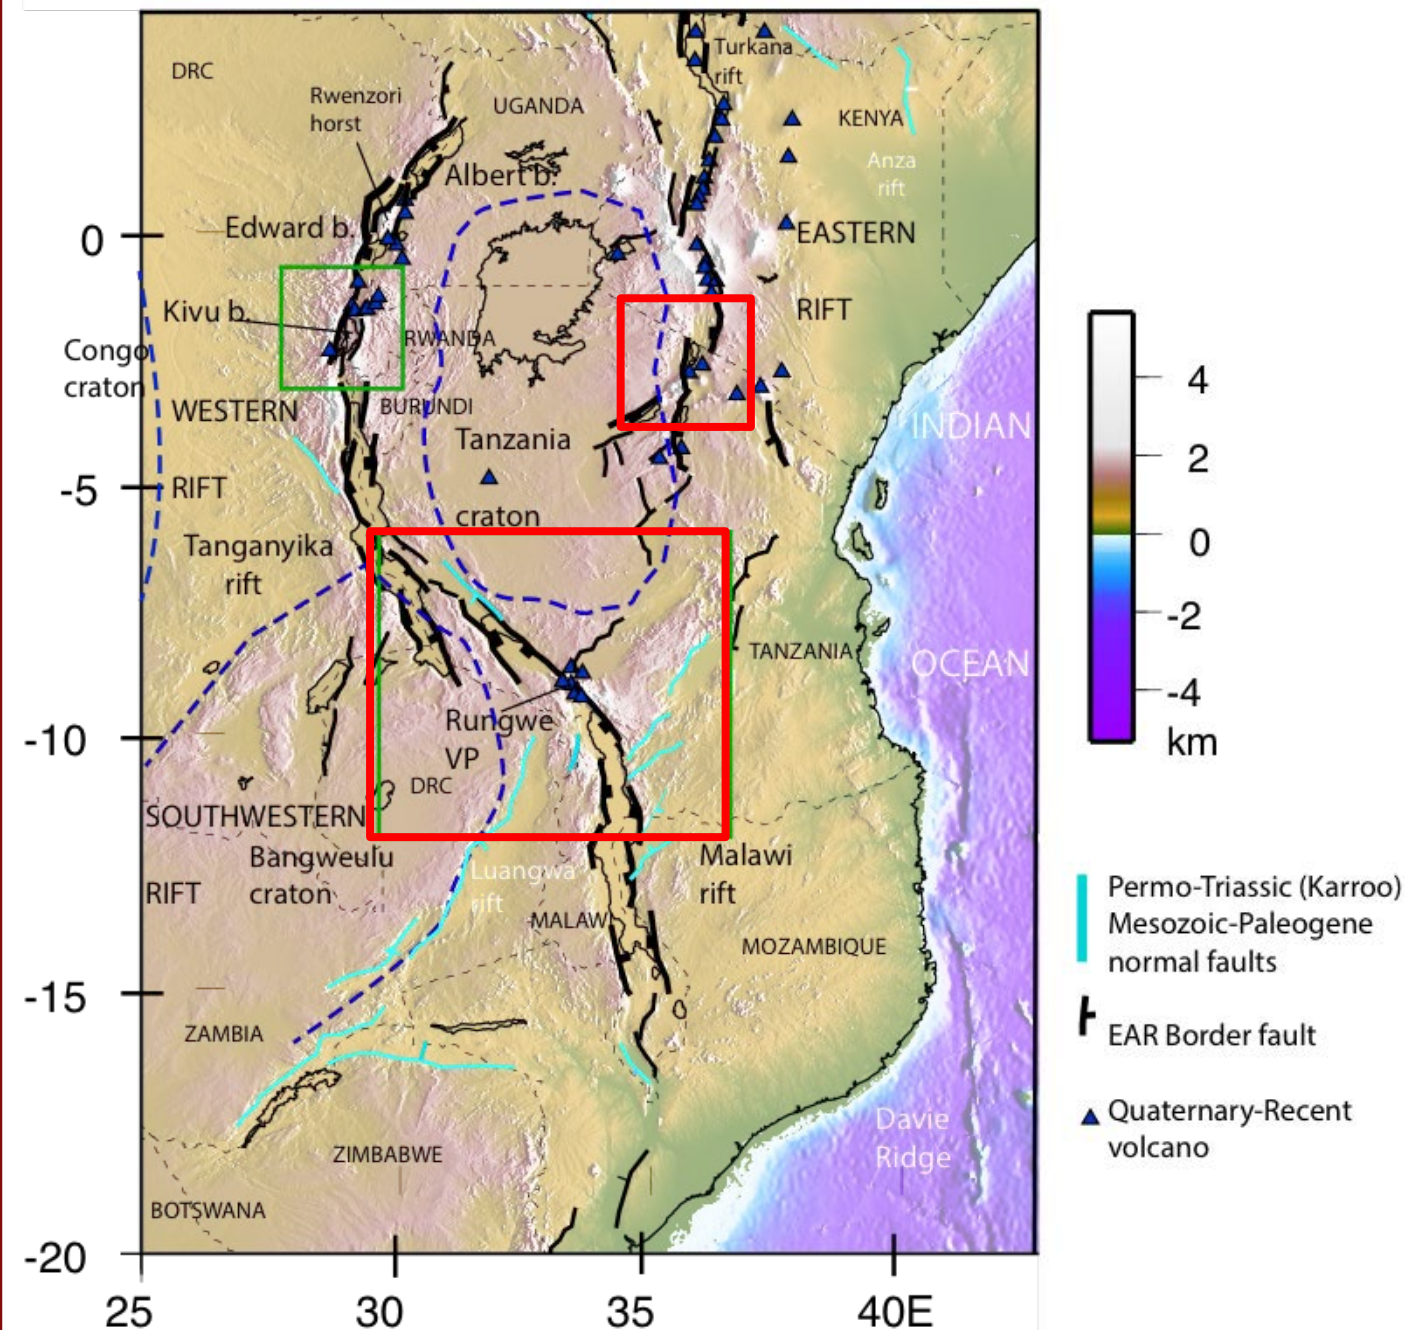 DRC
Rwenzori
horst
UGANDA
Turkana
rift
KENYA
Anza
rift
Albert b.
Edward b.
EASTERN
RIFT
0
Kivu b.
RWANDA
Congo
craton
WESTERN
BURUNDI
INDIAN
Tanzania
craton
-5
RIFT
Tanganyika
rift
TANZANIA
OCEAN
Rungwe
VP
-10
DRC
SOUTHWESTERN
Bangweulu
craton
RIFT
Luangwa
rift
Malawi
rift
MALAW
MOZAMBIQUE
-15
ZAMBIA
Davie
Ridge
ZIMBABWE
BOTSWANA
-20
25
30
35
40E
4
2
0
-2
-4
km
Permo-Triassic (Karroo)
Mesozoic-Paleogene
normal faults
EAR Border fault
Quaternary-Recent
volcano